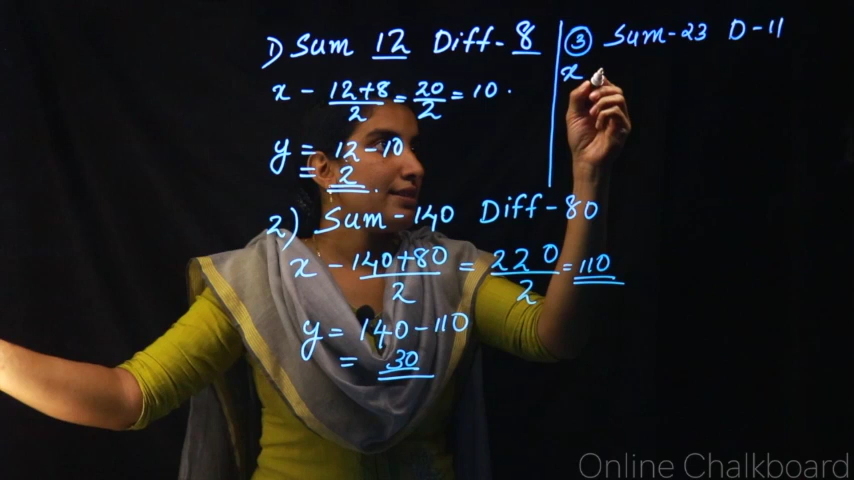 1) Sum 12 Diff- 8
x - 12+8/2 = 20/2 = 10.
y = 12-10
= 2.
2) Sum-140 Diff-80
x - 140+80/2 = 220/2 = 110
y = 140-110
= 30
③ Sum-23 D-11
x
Online Chalkboard